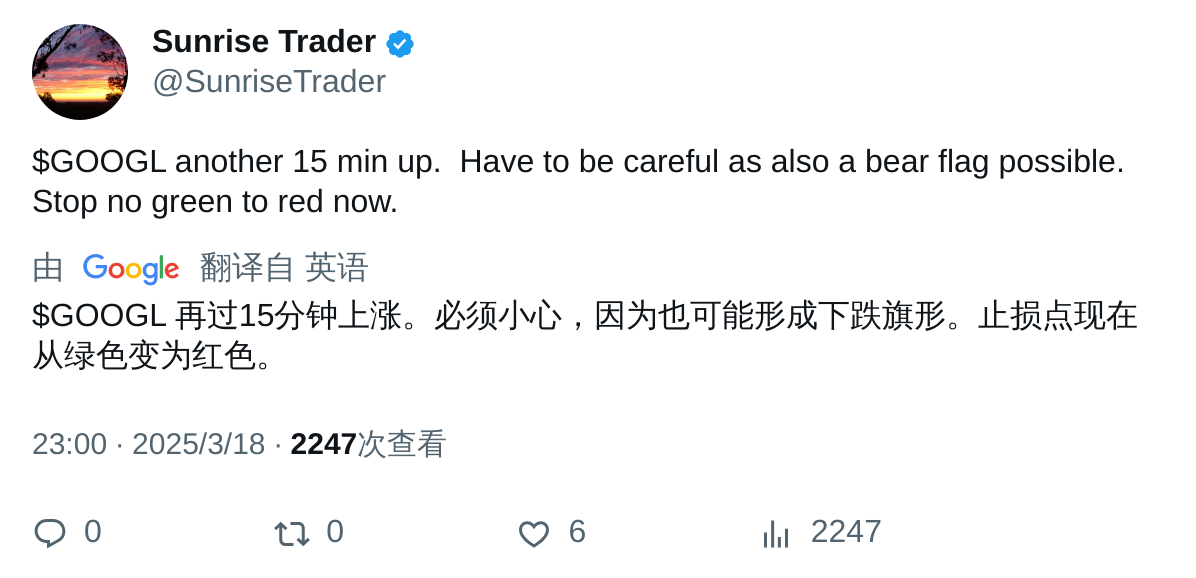 Sunrise Trader
@SunriseTrader
$GOOGL another 15 min up.  Have to be careful as also a bear flag possible.
Stop no green to red now.
由 Google 翻译自 英语
$GOOGL 再过15分钟上涨。必须小心，因为也可能形成下跌旗形。止损点现在
从绿色变为红色。
23:00 · 2025/3/18 · 2247次查看
0 0 6 2247